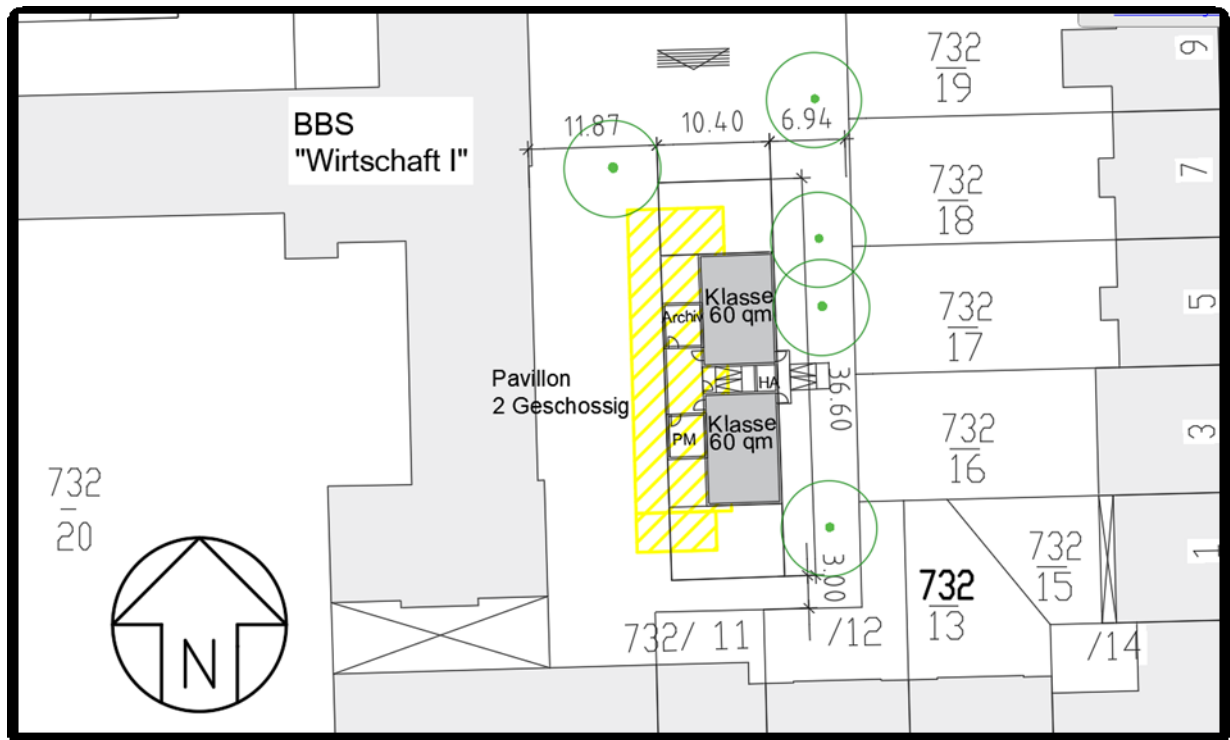 732
19
9
BBS
"Wirtschaft I"
11.87
10.40
6.94
732
18
7
Klasse
60 qm
Archiv
732
17
5
Pavillon
2 Geschossig
HA
36.60
Klasse
60 qm
PM
732
16
3
732
20
3.00
732
15
1
732
13
732/ 11
/12
/14
N